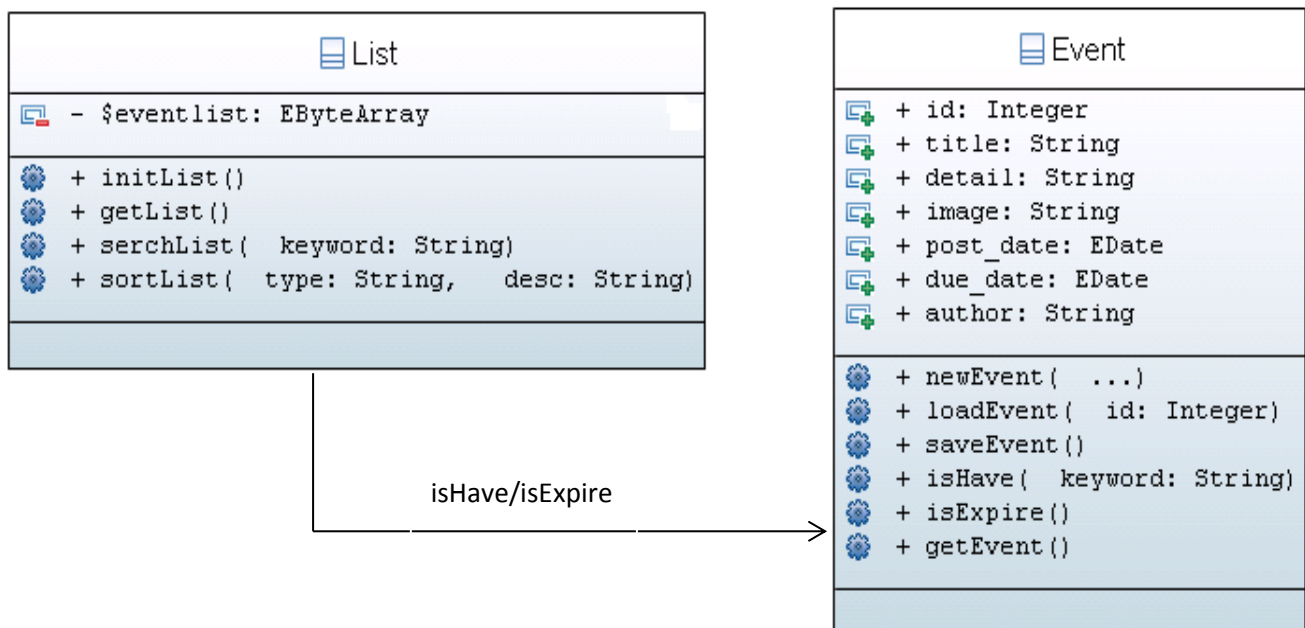 List
- $eventlist: EByteArray
+ initList()
+ getList()
+ serchList( keyword: String)
+ sortList( type: String, desc: String)
isHave/isExpire
Event
+ id: Integer
+ title: String
+ detail: String
+ image: String
+ post_date: EDate
+ due_date: EDate
+ author: String
+ newEvent( ...)
+ loadEvent( id: Integer)
+ saveEvent()
+ isHave( keyword: String)
+ isExpire()
+ getEvent()